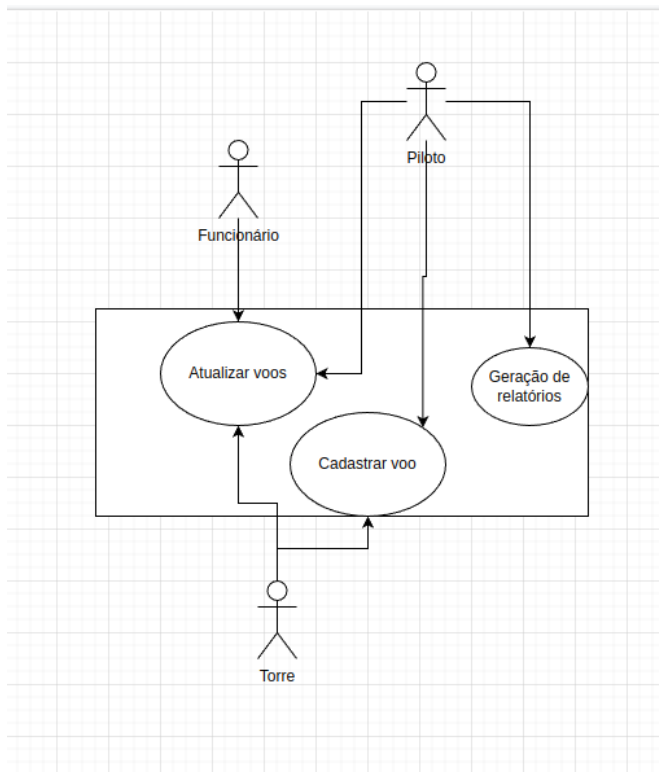 Piloto
Funcionário
Atualizar voos
Geração de
relatórios
Cadastrar voo
Torre